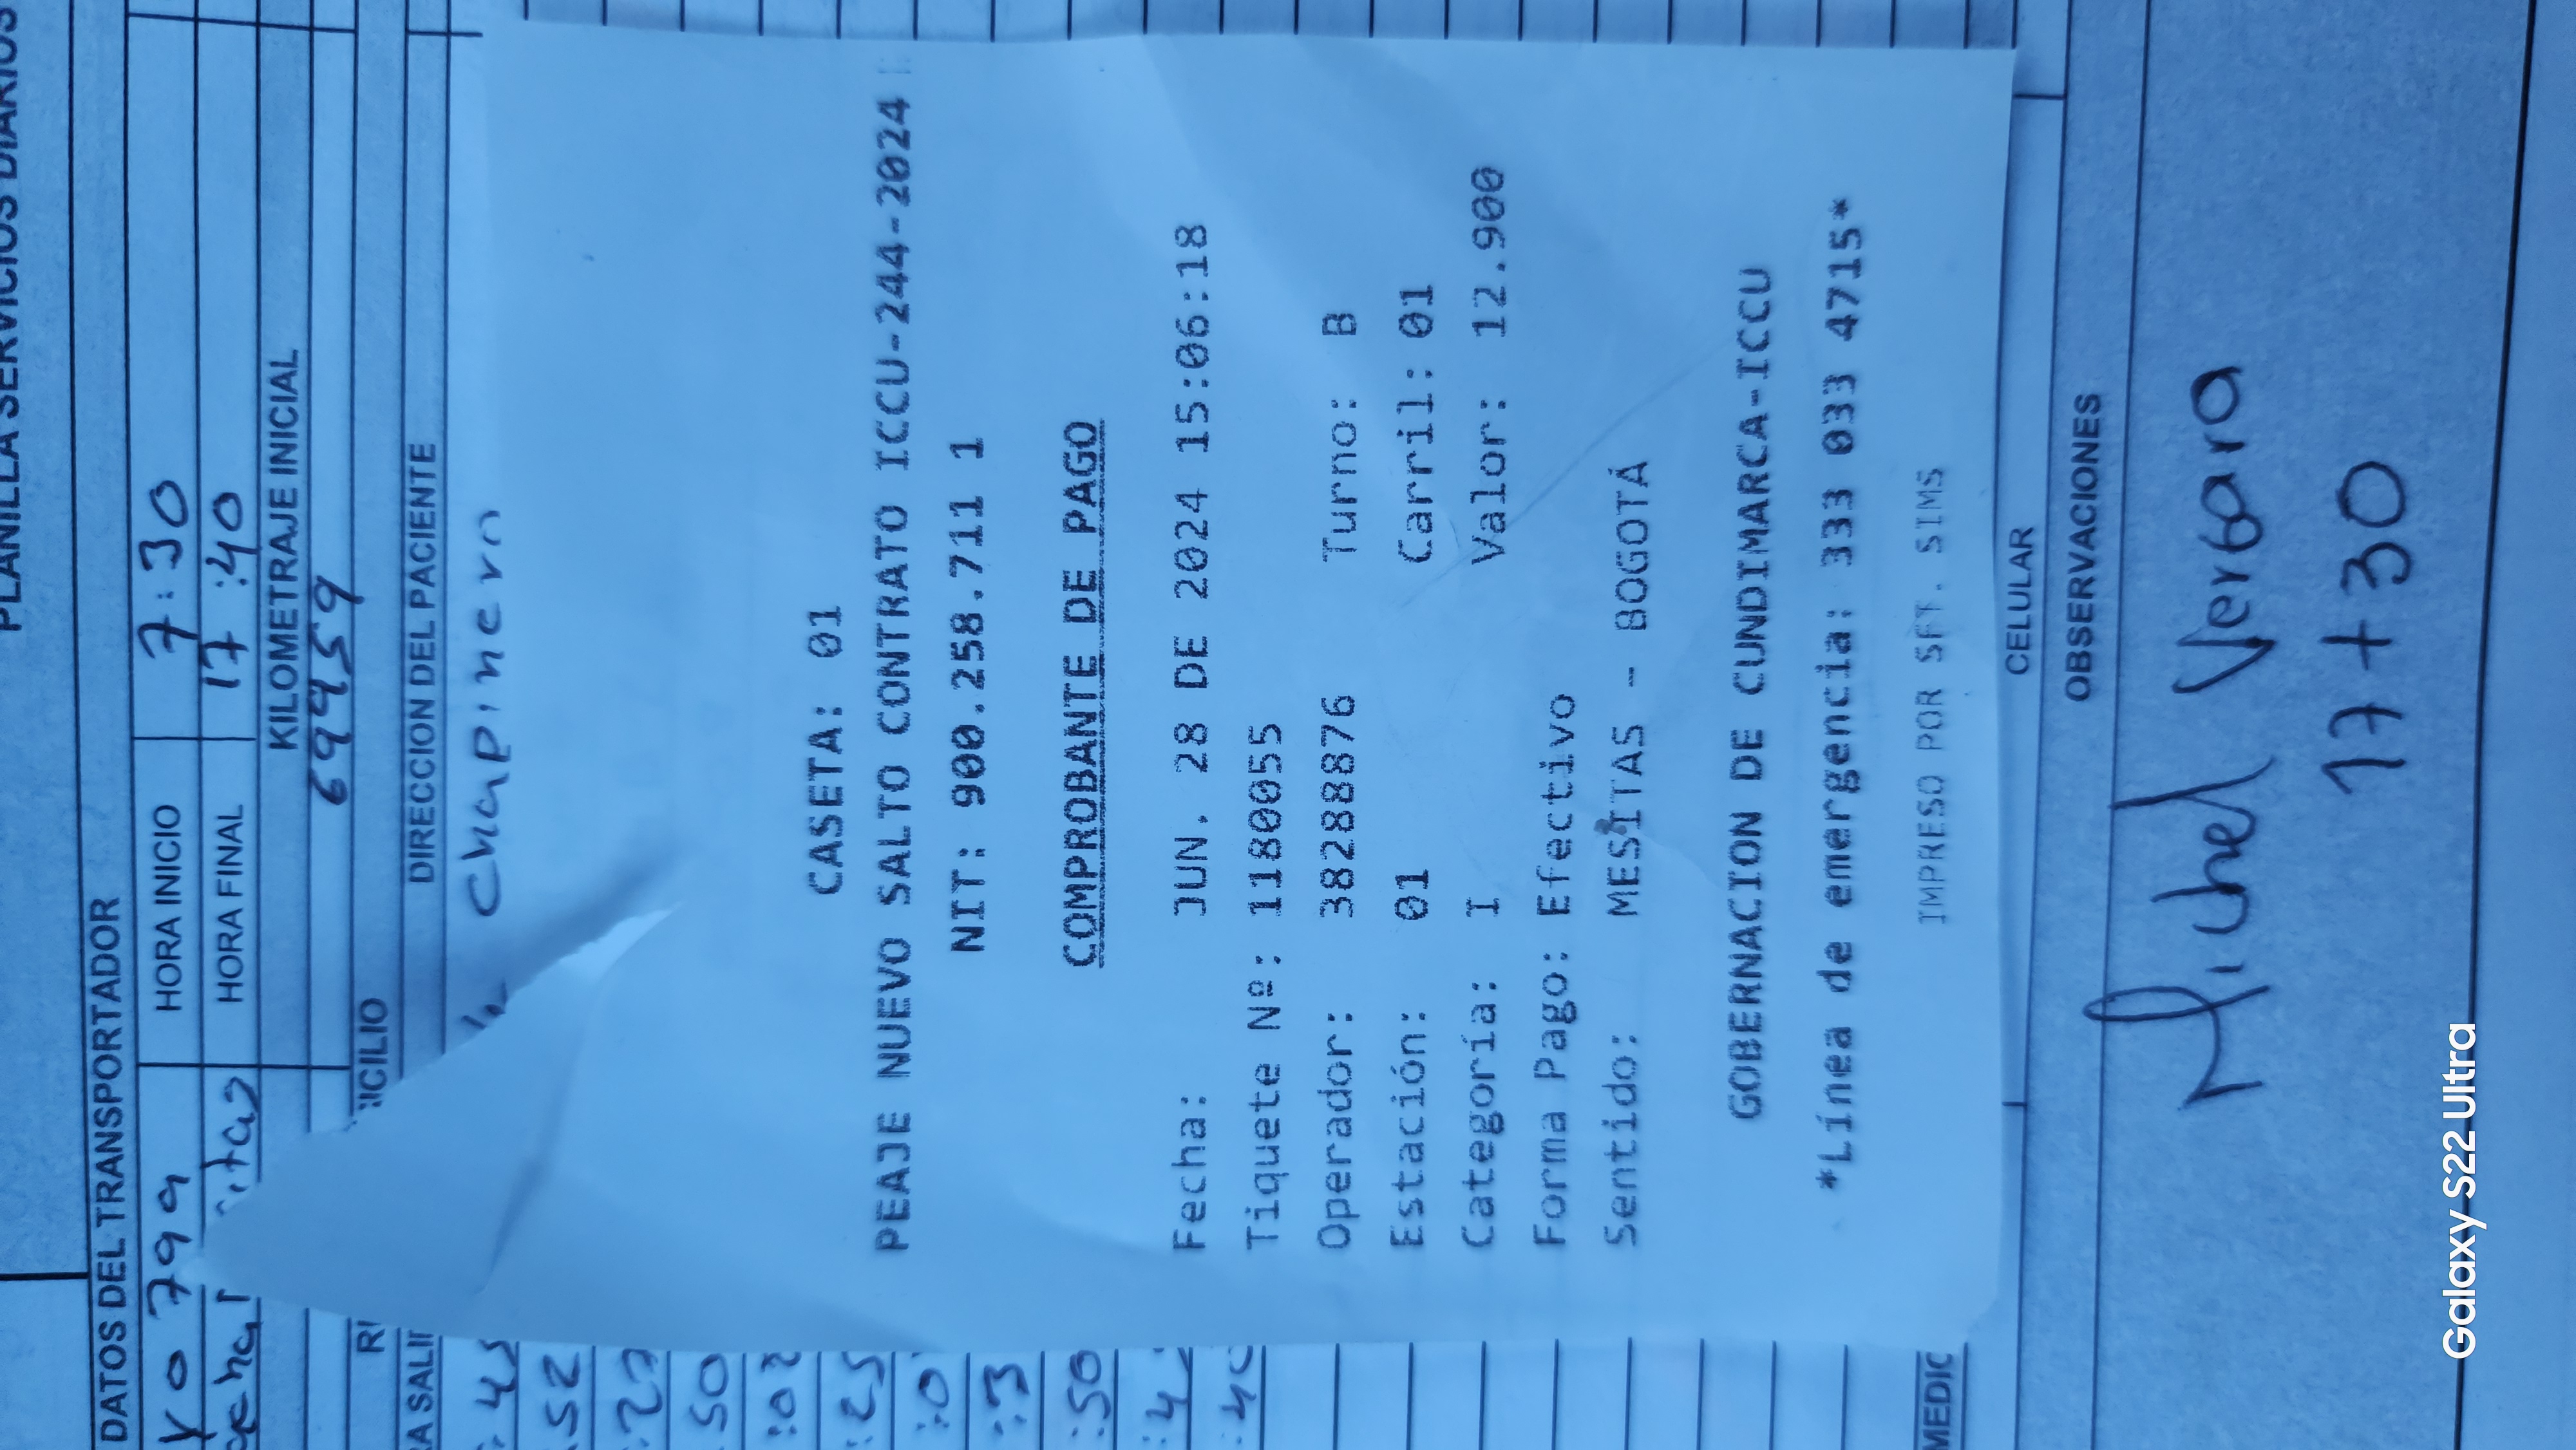 PLANILLA SERVICIOS DIARIOS
DATOS DEL TRANSPORTADOR
799 HORA INICIO 7:30
HORA FINAL 17:40
KILOMETRAJE INICIAL
69459
DIRECCION DEL PACIENTE
chapinero
CASETA: 01
PEAJE NUEVO SALTO CONTRATO ICCU-244-2024
NIT: 900.258.711 1
COMPROBANTE DE PAGO
Fecha: JUN. 28 DE 2024 15:06:18
Tiquete Nº: 1180055
Operador: 38288876 Turno: B
Estación: 01 Carril: 01
Categoría: I Valor: 12.900
Forma Pago: Efectivo
Sentido: MESITAS - BOGOTÁ
GOBERNACION DE CUNDIMARCA-ICCU
*Línea de emergencia: 333 033 4715*
IMPRESO POR SFT. SIMS
CELULAR
OBSERVACIONES
Michel Vergara
17+30
Galaxy S22 Ultra